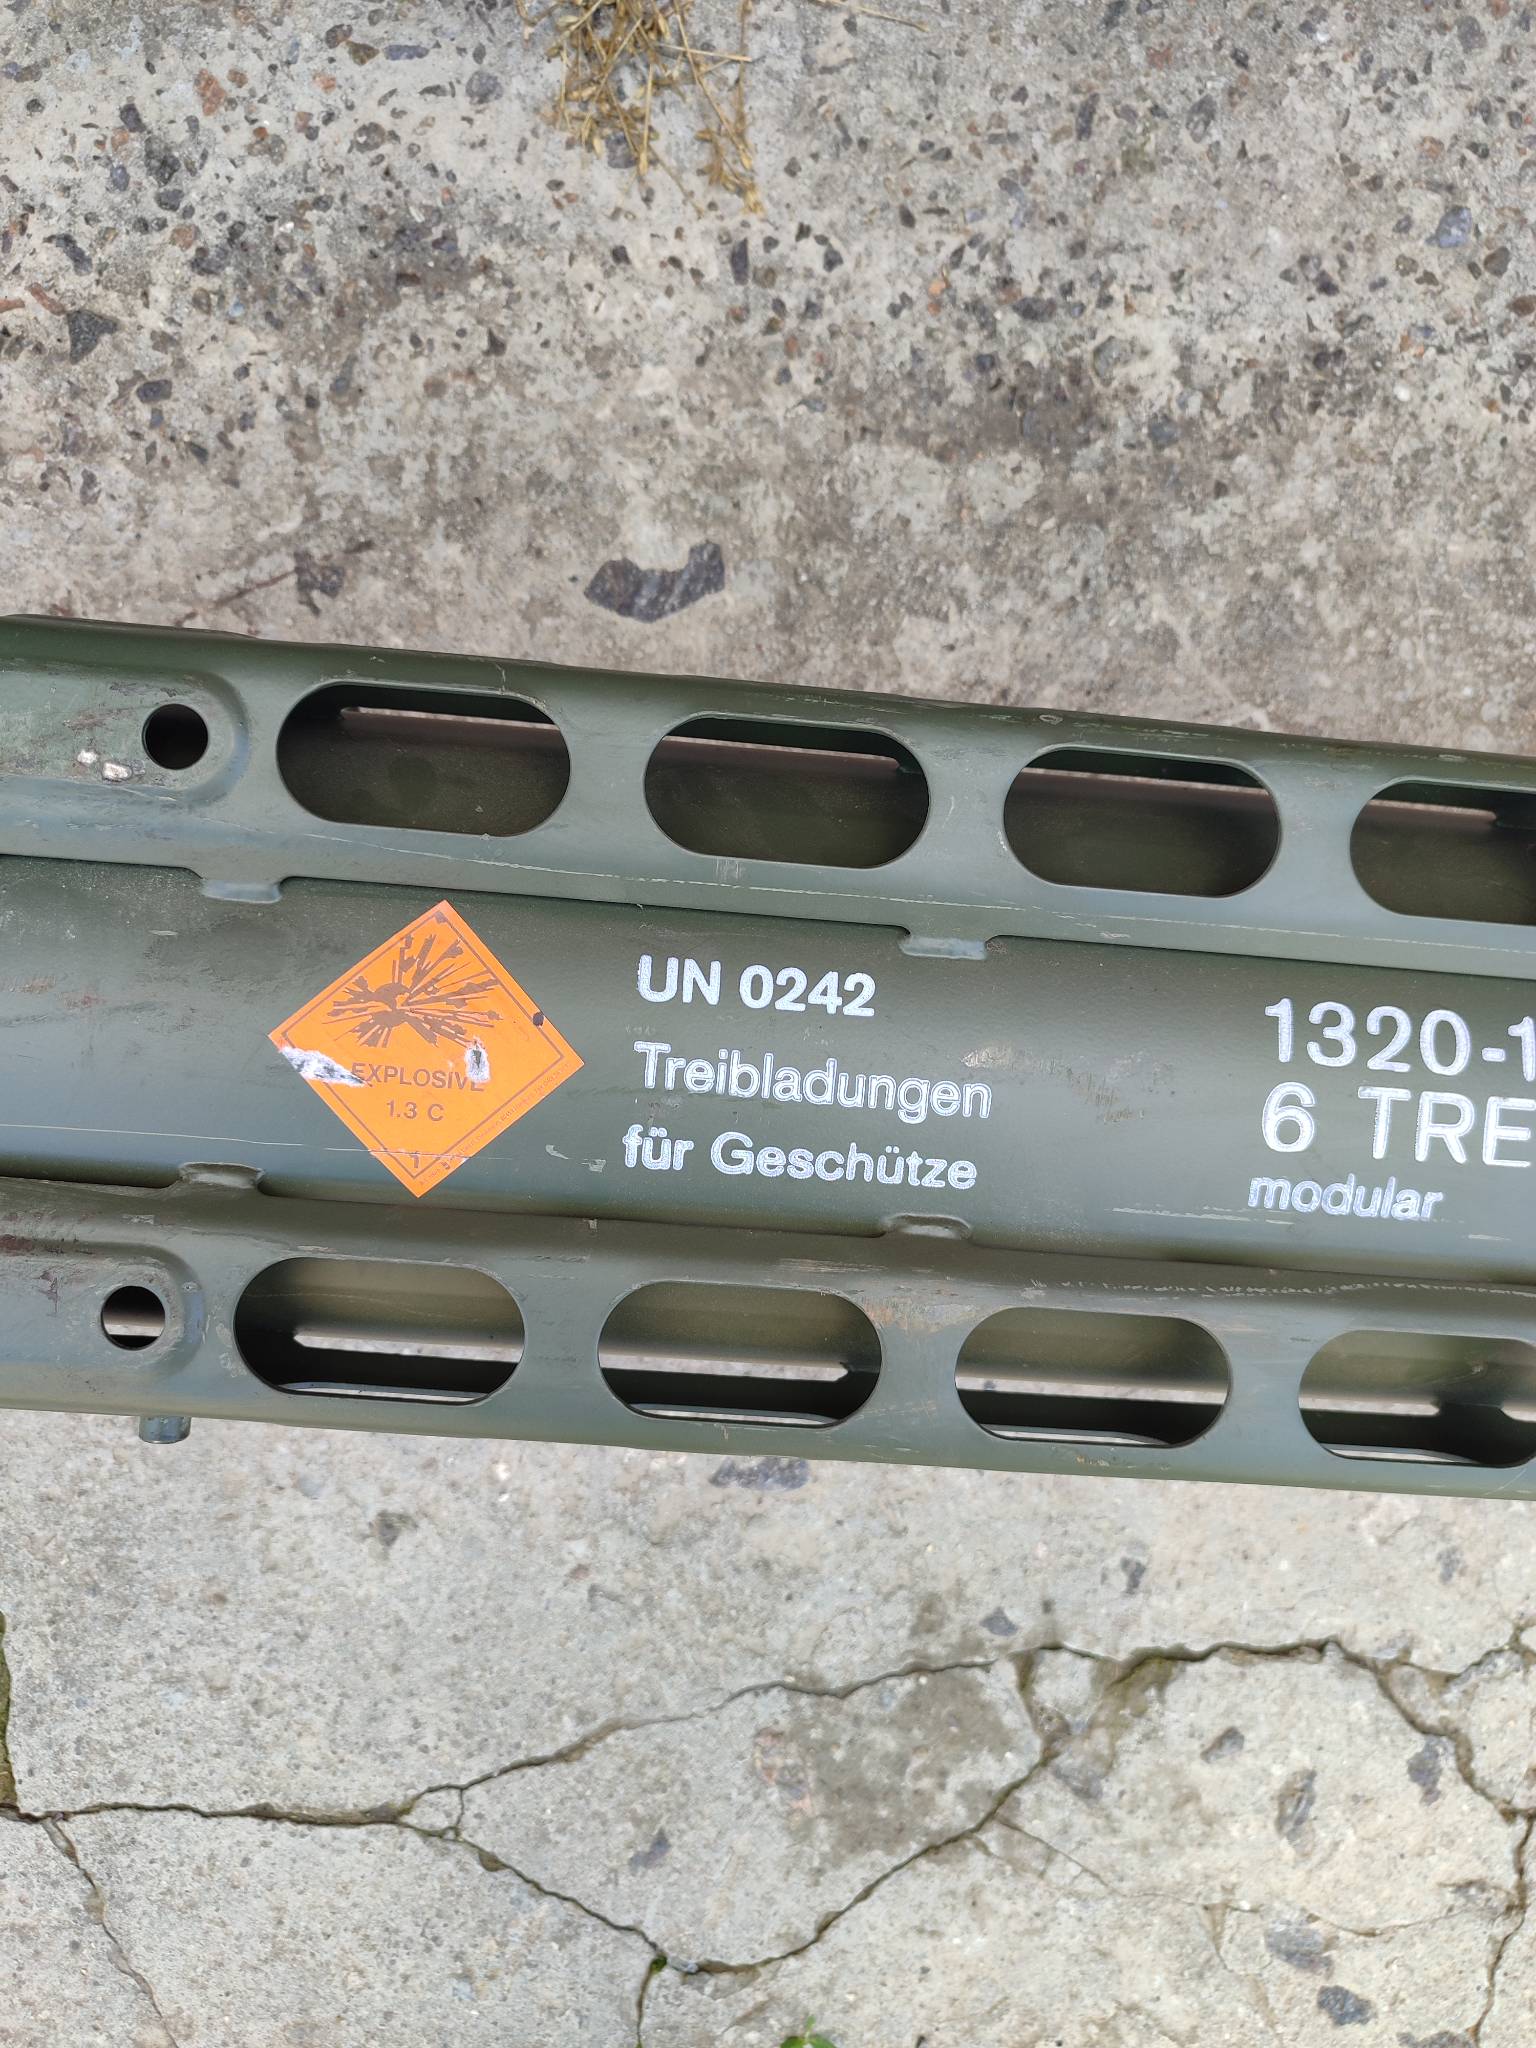 EXPLOSIVE
1.3 C
1
UN 0242
Treibladungen
für Geschütze
1320-1
6 TRE
modular